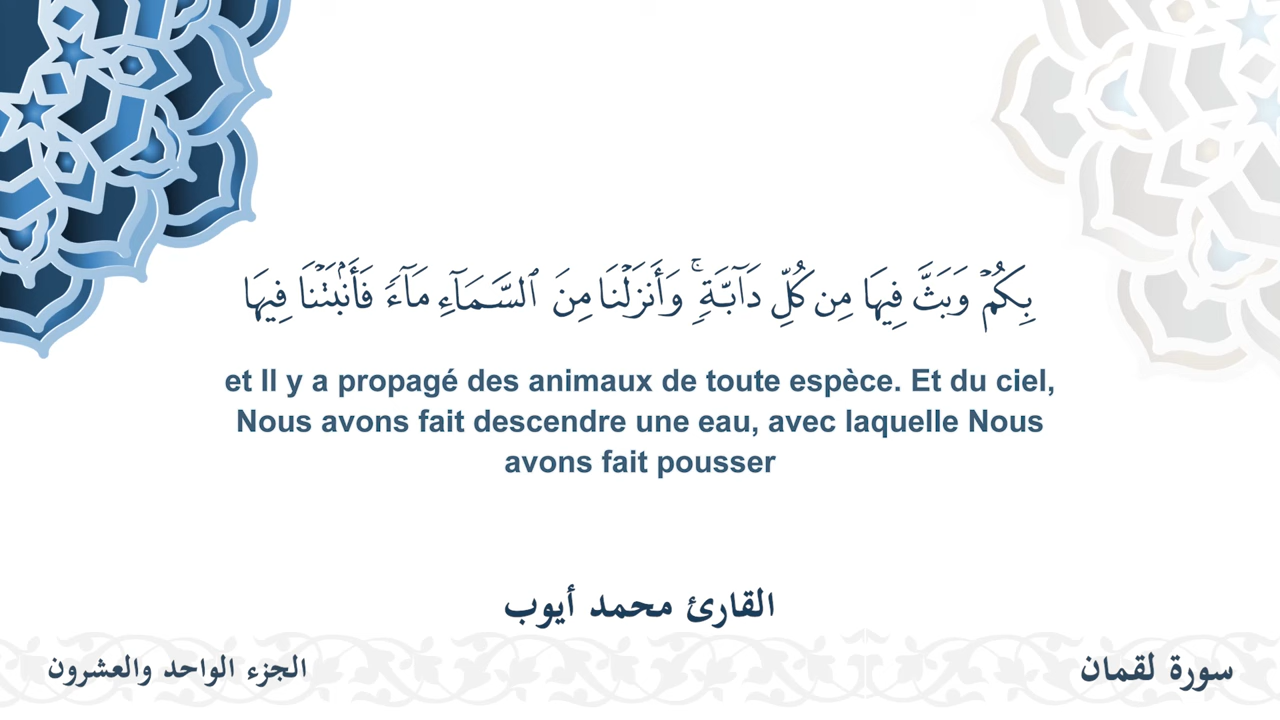 بِكُمْ وَبَثَّ فِيهَا مِن كُلِّ دَآبَّةٍۚ وَأَنزَلْنَا مِنَ ٱلسَّمَآءِ مَآءً فَأَنۢبَتْنَا فِيهَا
et Il y a propagé des animaux de toute espèce. Et du ciel,
Nous avons fait descendre une eau, avec laquelle Nous
avons fait pousser
القارئ محمد أيوب
سورة لقمان
الجزء الواحد والعشرون